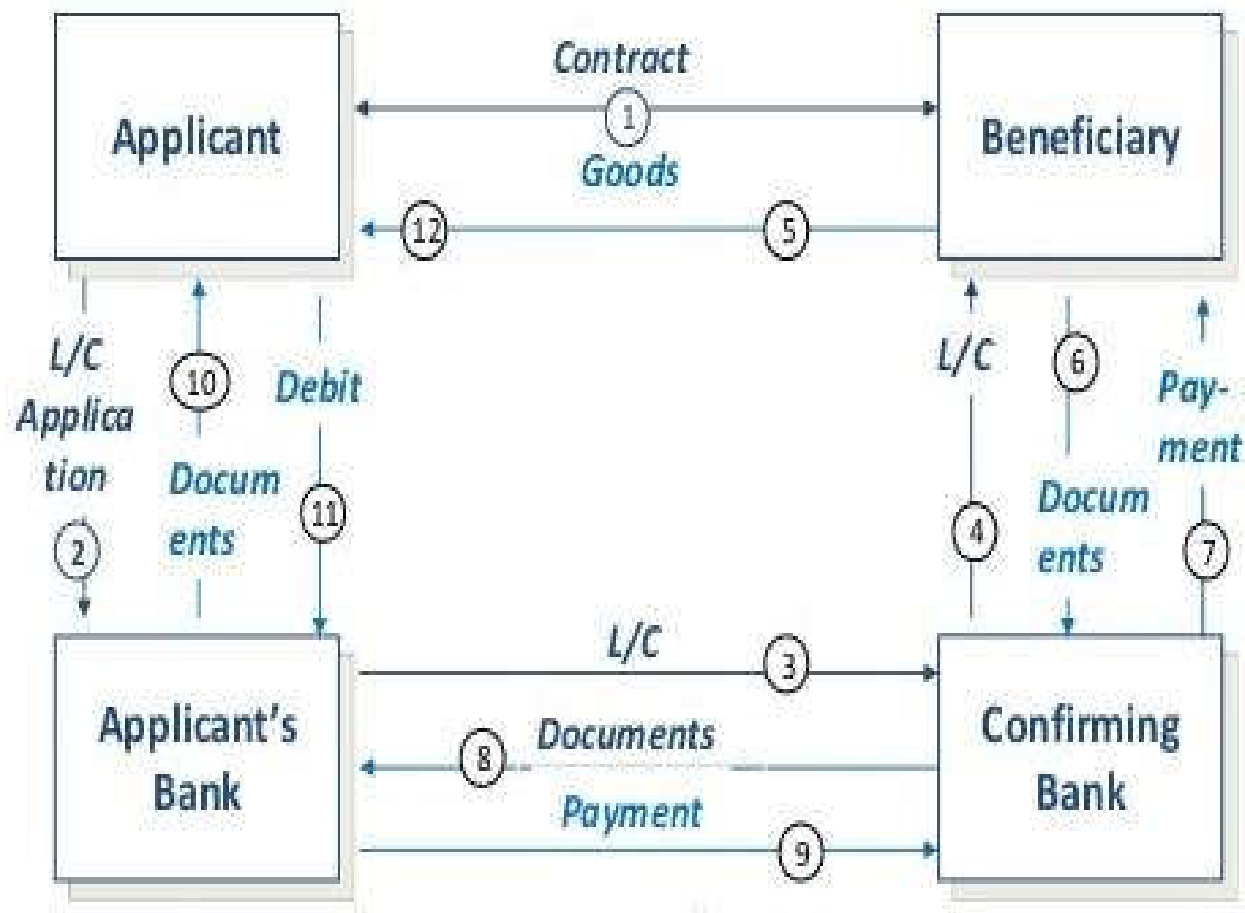 Contract
Applicant
1
Beneficiary
Goods
12
5
L/C
Applica
tion
2
10
Docum
ents
Debit
11
L/C
4
6
Docum
ents
Pay-
ment
7
L/C
3
Applicant's
Bank
Documents
8
Payment
9
Confirming
Bank